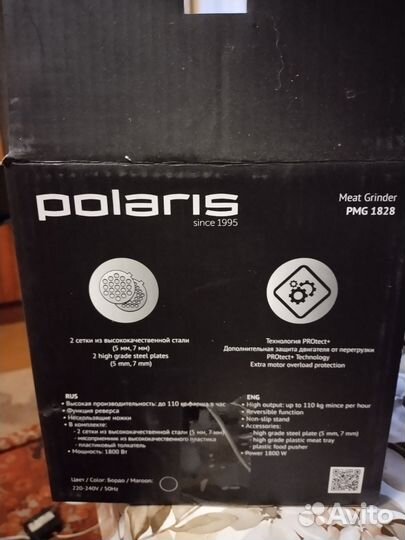 polaris
since 1995
Meat Grinder
PMG 1828
2 сетки из высококачественной стали
(5 мм, 7 мм)
2 high grade steel plates
(5 mm, 7 mm)
Технология PROtect+
Дополнительная защита двигателя от перегрузки
PROtect+ Technology
Extra motor overload protection
RUS
• Высокая производительность: до 110 кг фарша в час
• Функция реверса
• Нескользящие ножки
• В комплекте:
- 2 сетки из высококачественной стали (5 мм, 7 мм)
- мясоприемник из высококачественного пластика
- пластиковый толкатель
• Мощность: 1800 Вт
ENG
• High output: up to 110 kg mince per hour
• Reversible function
• Non-slip stand
• Accessories:
high grade steel plate (5 mm, 7 mm)
high grade plastic meat tray
plastic food pusher
• Power 1800 W
Цвет / Color: Бордо / Maroon:
220-240V / 50Hz
Avito